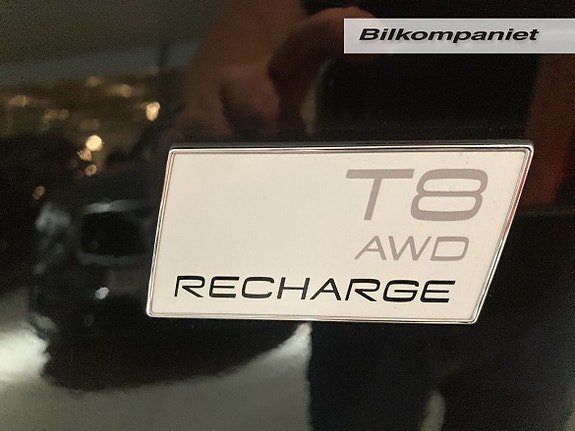 Bilkompaniet
T8
AWD
RECHARGE